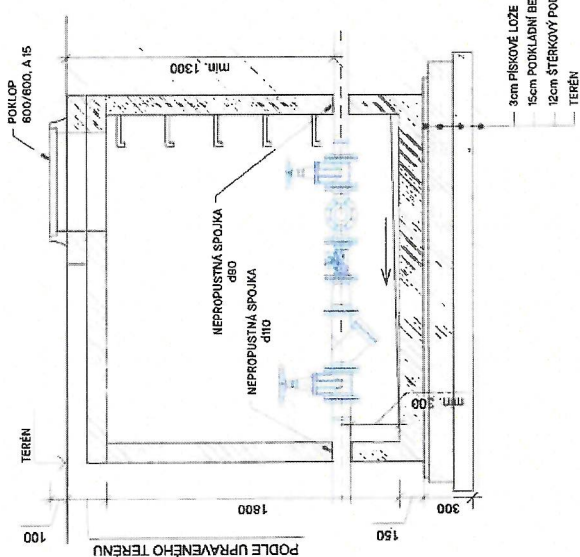 POKLOP
600/600, A 15
TERÉN
100
min. 1300
NEPROPUSTNÁ SPOJKA
d90
NEPROPUSTNÁ SPOJKA
d110
1800
PODLE UPRAVENÉHO TERÉNU
min. 300
150
300
3cm PÍSKOVÉ LOŽE
15cm PODKLADNÍ BE
12cm ŠTĚRKOVÝ POD
TERÉN